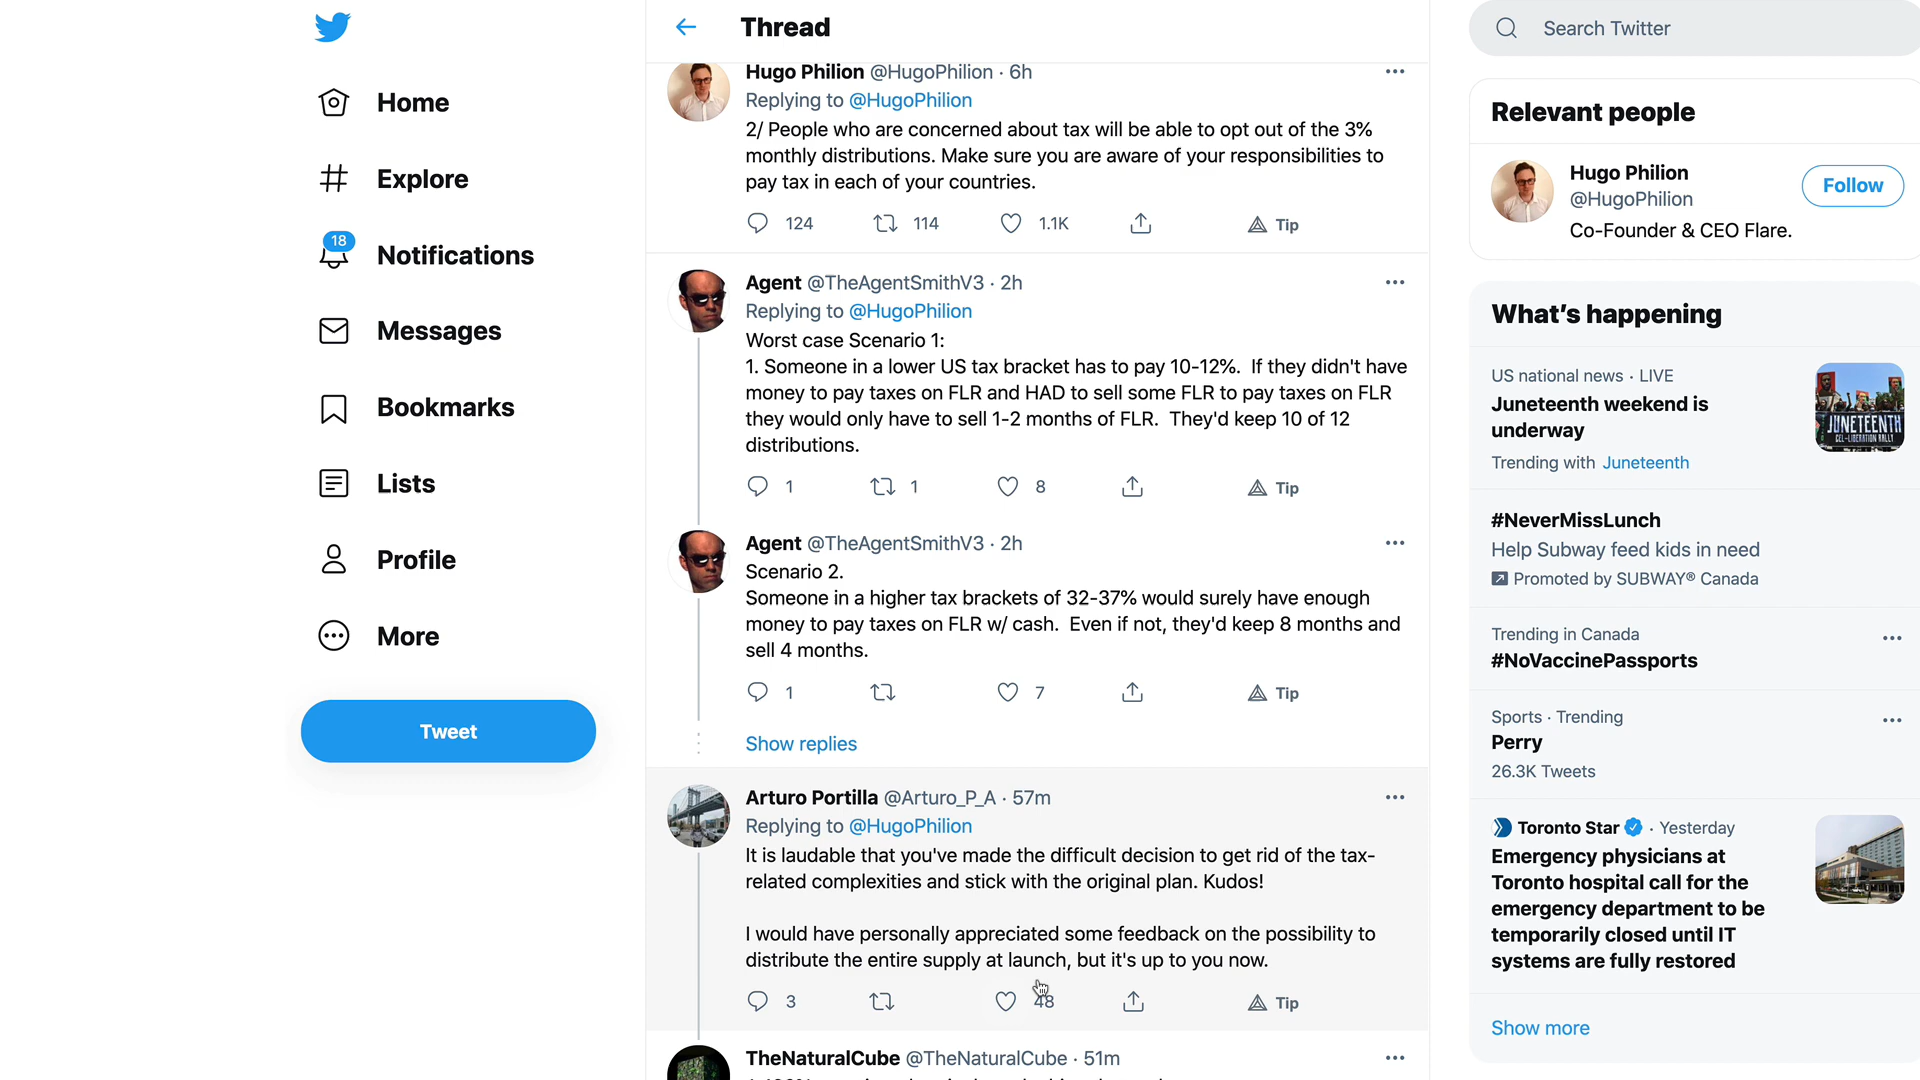 Home
Explore
18
Notifications
Messages
Bookmarks
Lists
Profile
More
Tweet
Thread
Hugo Philion @HugoPhilion · 6h
Replying to @HugoPhilion
2/ People who are concerned about tax will be able to opt out of the 3%
monthly distributions. Make sure you are aware of your responsibilities to
pay tax in each of your countries.
124 114 1.1K Tip
Agent @TheAgentSmithV3 · 2h
Replying to @HugoPhilion
Worst case Scenario 1:
1. Someone in a lower US tax bracket has to pay 10-12%.  If they didn't have
money to pay taxes on FLR and HAD to sell some FLR to pay taxes on FLR
they would only have to sell 1-2 months of FLR.  They'd keep 10 of 12
distributions.
1 1 8 Tip
Agent @TheAgentSmithV3 · 2h
Scenario 2.
Someone in a higher tax brackets of 32-37% would surely have enough
money to pay taxes on FLR w/ cash.  Even if not, they'd keep 8 months and
sell 4 months.
1 7 Tip
Show replies
Arturo Portilla @Arturo_P_A · 57m
Replying to @HugoPhilion
It is laudable that you've made the difficult decision to get rid of the tax-
related complexities and stick with the original plan. Kudos!
I would have personally appreciated some feedback on the possibility to
distribute the entire supply at launch, but it's up to you now.
3 48 Tip
TheNaturalCube @TheNaturalCube · 51m
Search Twitter
Relevant people
Hugo Philion
@HugoPhilion
Follow
Co-Founder & CEO Flare.
What's happening
US national news · LIVE
Juneteenth weekend is
underway
Trending with Juneteenth
JUNETEENTH
#NeverMissLunch
Help Subway feed kids in need
Promoted by SUBWAY® Canada
Trending in Canada
#NoVaccinePassports
Sports · Trending
Perry
26.3K Tweets
Toronto Star · Yesterday
Emergency physicians at
Toronto hospital call for the
emergency department to be
temporarily closed until IT
systems are fully restored
Show more